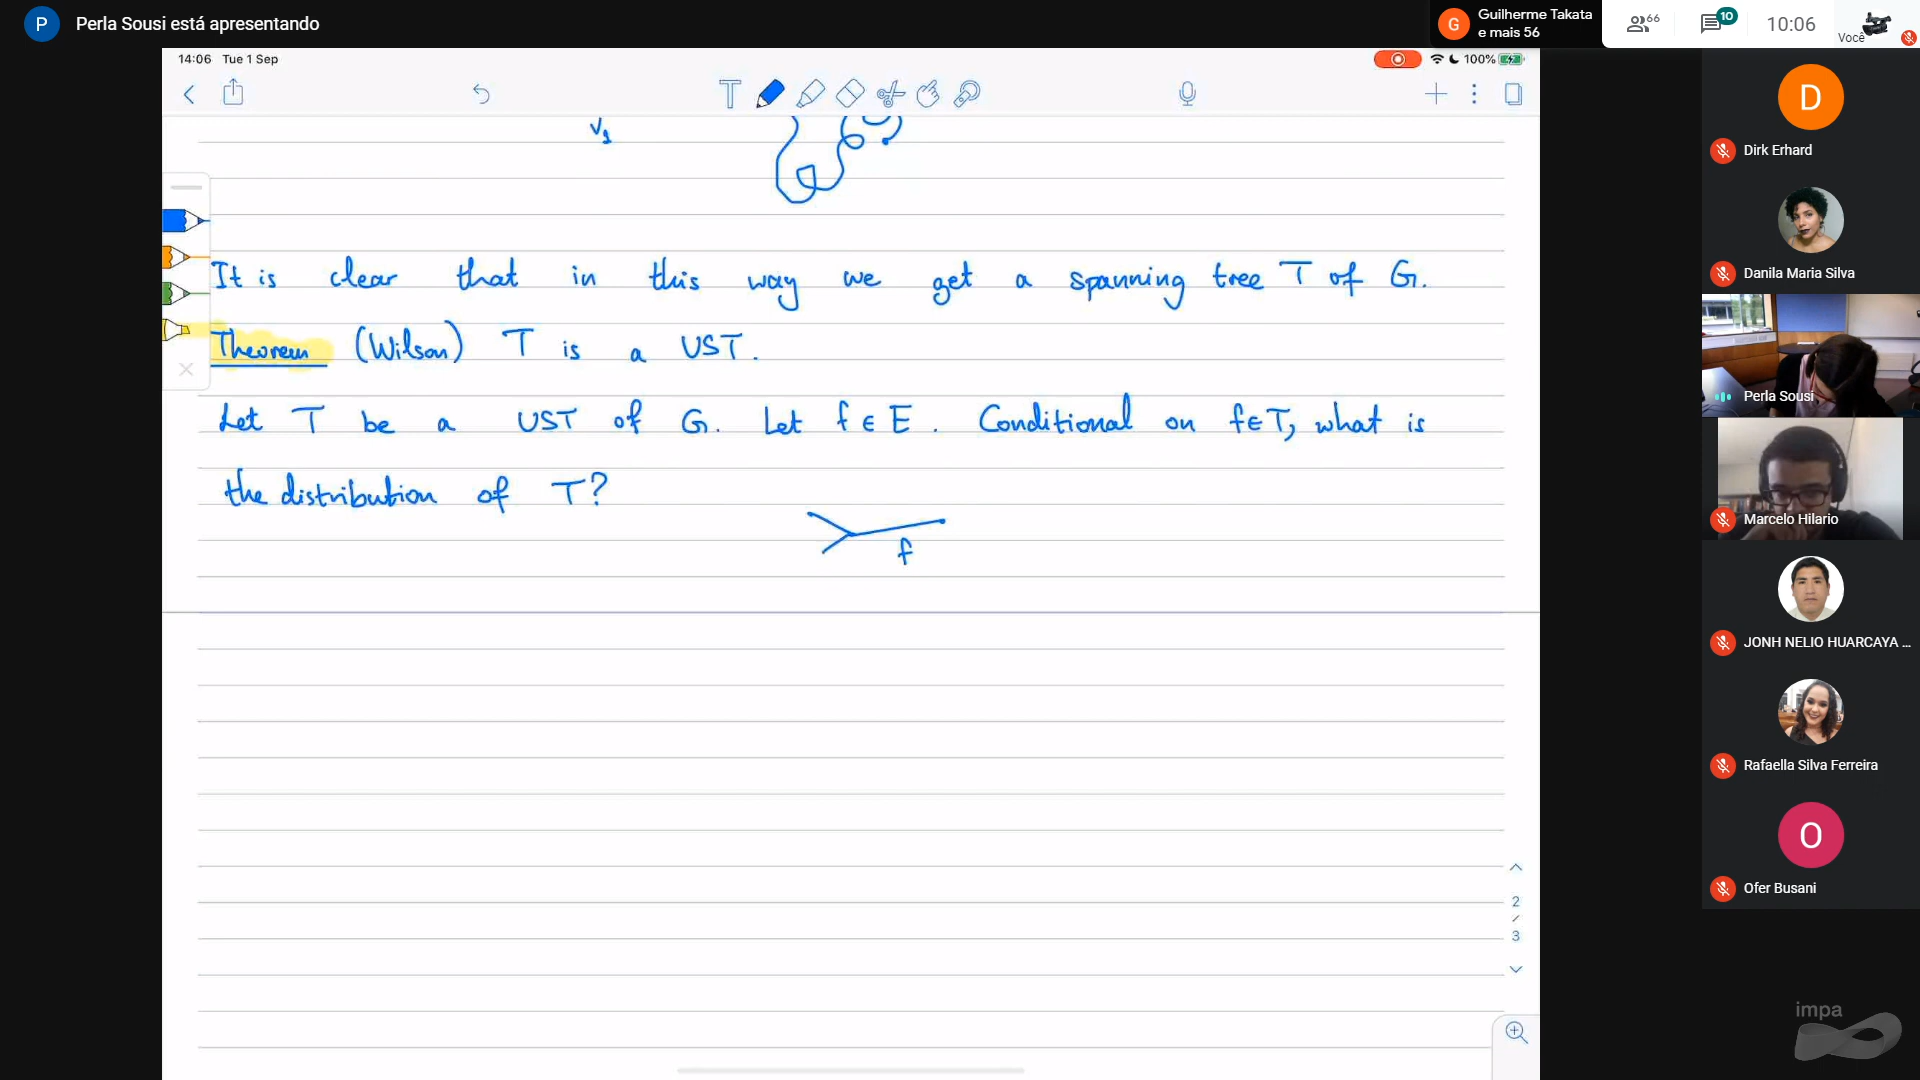 P Perla Sousi está apresentando
G Guilherme Takata
e mais 56
66
10
10:06
Você
14:06 Tue 1 Sep
100%
T
v₁
It is clear that in this way we get a spanning tree T of G.
Theorem (Wilson) T is a UST.
Let T be a UST of G. Let f ∈ E. Conditional on f∈T, what is
the distribution of T?
f
2
/
3
D
Dirk Erhard
Danila Maria Silva
Perla Sousi
Marcelo Hilario
JONH NELIO HUARCAYA ...
Rafaella Silva Ferreira
O
Ofer Busani
impa